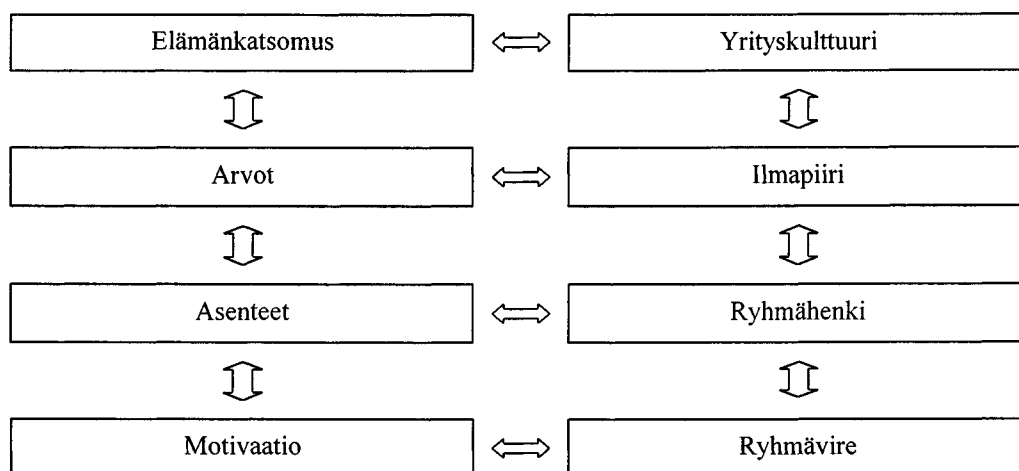 Elämänkatsomus
Yrityskulttuuri
Arvot
Ilmapiiri
Asenteet
Ryhmähenki
Motivaatio
Ryhmävire